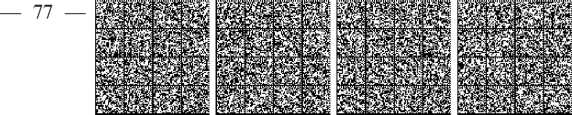 — 77 —